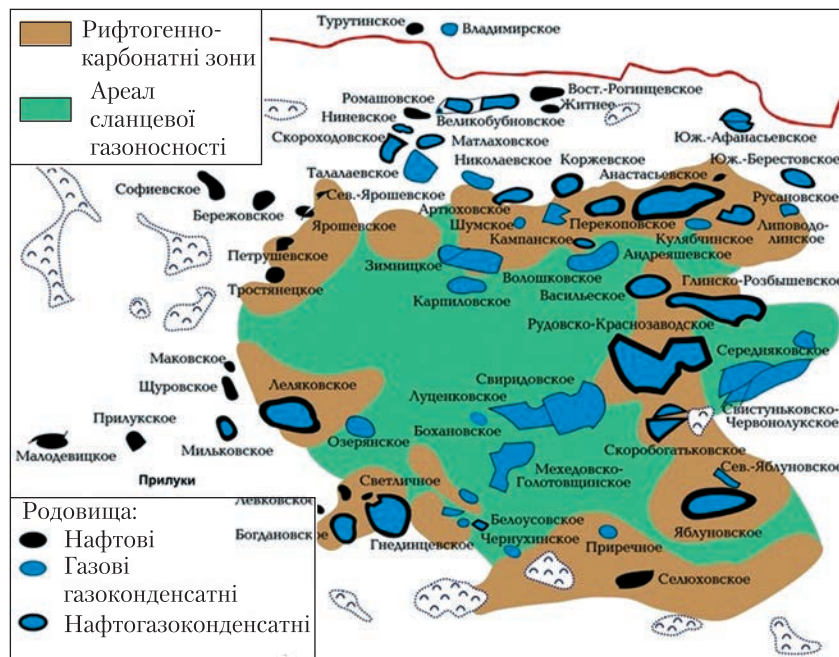 Рифтогенно-
карбонатні зони
Ареал
сланцевої
газоносності
Турутинское
Владимирское
Ромашовское
Вост.-Рогинцевское
Житнее
Ниневское
Великобубновское
Скороходовское
Матлаховское
Юж.-Афанасьевское
Николаевское
Талалаевское
Коржевское
Юж.-Берестовское
Анастасьевское
Софиевское
Сев.-Ярошевское
Русановское
Бережовское
Артюховское
Ярошевское
Шумское
Перекоповское
Липоводо-
линское
Кампанское
Кулябчинское
Петрушевское
Зимницкое
Андреяшевское
Волошковское
Тростянецкое
Карпиловское
Васильеское
Глинско-Розбышевское
Рудовско-Краснозаводское
Середияковское
Маковское
Щуровское
Леляковское
Свиридовское
Луценковское
Свистуньковско-
Червонолукское
Прилукское
Бохановское
Малодевицкое
Мильковское
Озерянское
Скоробогатьковское
Прилуки
Мехедовско-
Голотовщинское
Сев.-Яблуновское
Светличное
Левковское
Белоусовское
Яблуновское
Богдановское
Гнединцевское
Чернухинское
Приречное
Селюховское
Родовища:
Нафтові
Газові
газоконденсатні
Нафтогазоконденсатні